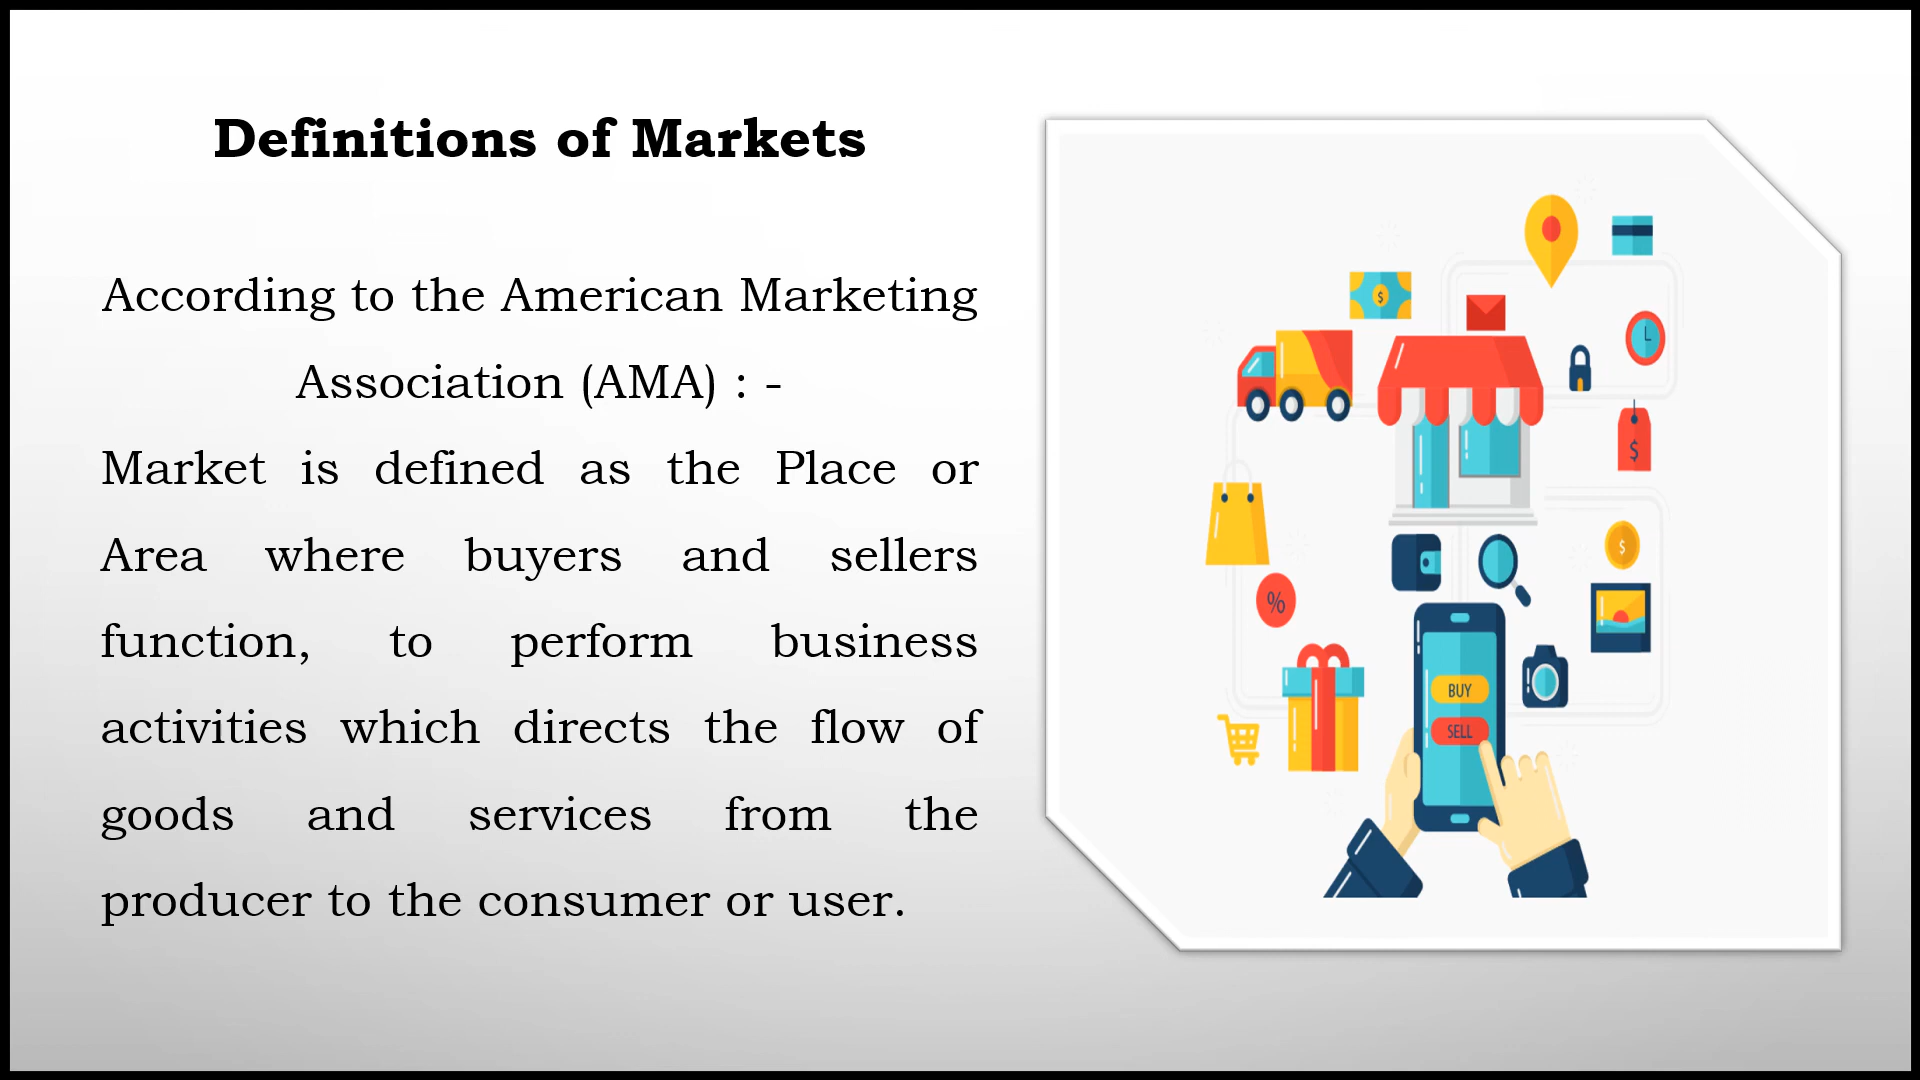 Definitions of Markets
According to the American Marketing
Association (AMA) : -
Market is defined as the Place or
Area where buyers and sellers
function, to perform business
activities which directs the flow of
goods and services from the
producer to the consumer or user.
$
$
$
%
BUY
SELL